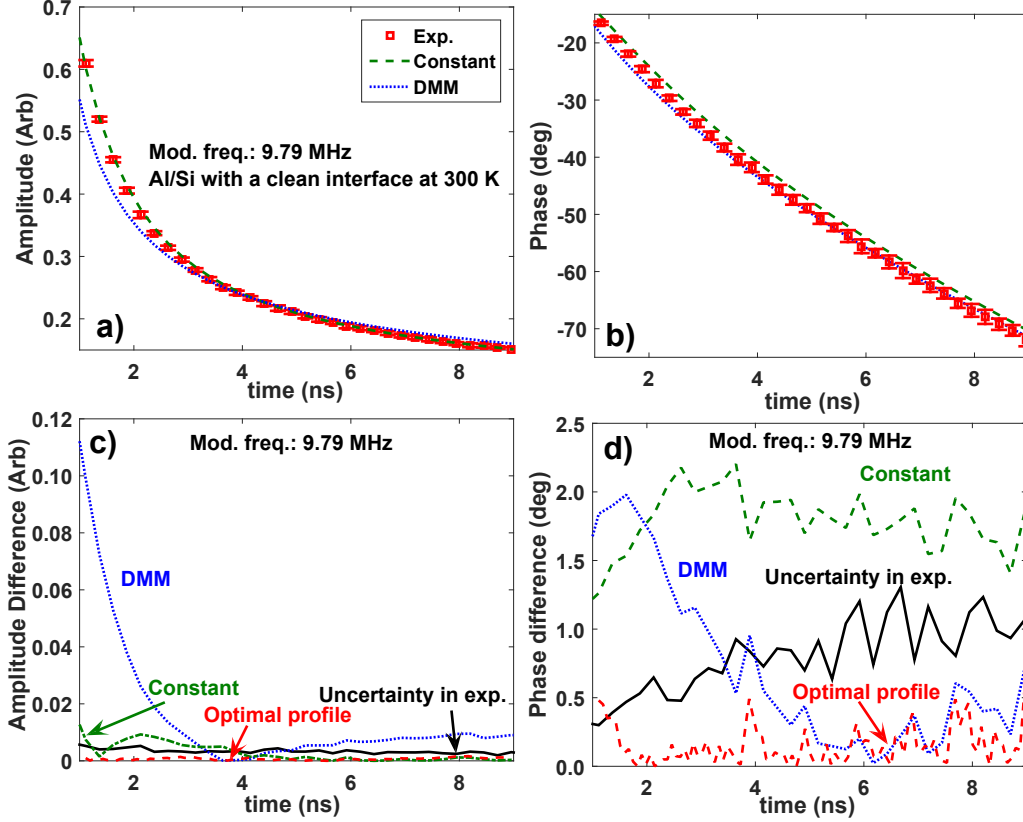 a)
Exp.
Constant
DMM
Mod. freq.: 9.79 MHz
Al/Si with a clean interface at 300 K
Amplitude (Arb)
0.7
0.6
0.5
0.4
0.3
0.2
2
4
6
8
time (ns)
b)
Phase (deg)
-20
-30
-40
-50
-60
-70
2
4
6
8
time (ns)
c)
Mod. freq.: 9.79 MHz
DMM
Constant
Optimal profile
Uncertainty in exp.
Amplitude Difference (Arb)
0.12
0.1
0.08
0.06
0.04
0.02
0
2
4
6
8
time (ns)
d)
Mod. freq.: 9.79 MHz
Constant
DMM
Uncertainty in exp.
Optimal profile
Phase difference (deg)
2.5
2.0
1.5
1.0
0.5
0.0
2
4
6
8
time (ns)